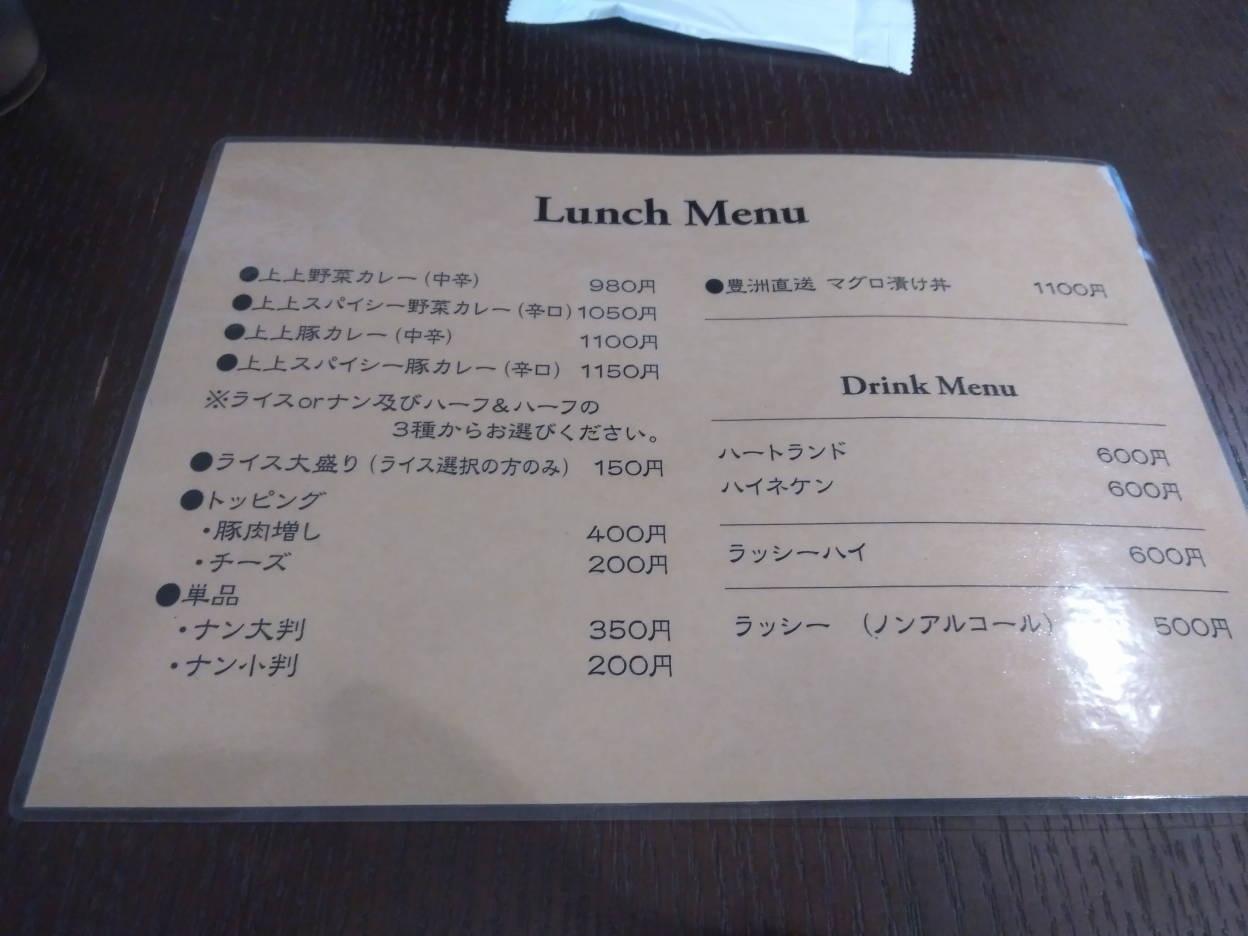 Lunch Menu
●上上野菜カレー(中辛) 980円
●上上スパイシー野菜カレー(辛口) 1050円
●上上豚カレー(中辛) 1100円
●上上スパイシー豚カレー(辛口) 1150円
※ライスorナン及びハーフ&ハーフの
3種からお選びください。
●ライス大盛り(ライス選択の方のみ) 150円
●トッピング
・豚肉増し 400円
・チーズ 200円
●単品
・ナン大判 350円
・ナン小判 200円
●豊洲直送 マグロ漬け丼 1100円
Drink Menu
ハートランド 600円
ハイネケン 600円
ラッシーハイ 600円
ラッシー (ノンアルコール) 500円